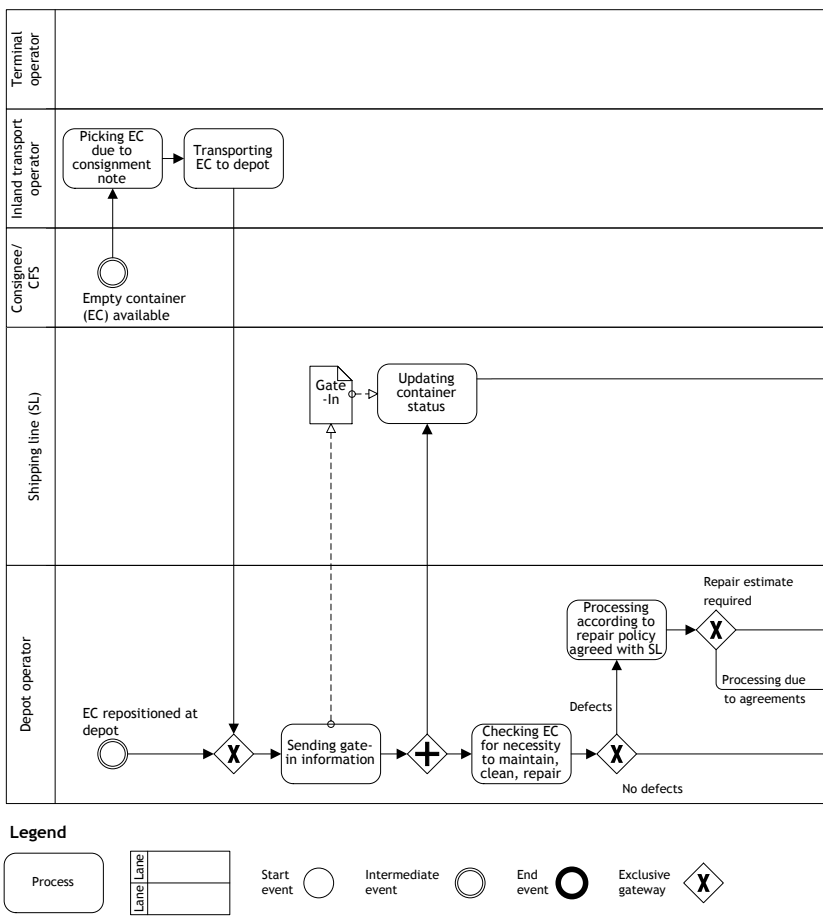 Terminal
operator
Inland transport
operator
Picking EC
due to
consignment
note
Transporting
EC to depot
Consignee/
CFS
Empty container
(EC) available
Shipping line (SL)
Gate
-In
Updating
container
status
Depot operator
EC repositioned at
depot
X
Sending gate-
in information
Checking EC
for necessity
to maintain,
clean, repair
X
Defects
No defects
Processing
according to
repair policy
agreed with SL
X
Repair estimate
required
Processing due
to agreements
Legend
Process
Lane
Lane
Start
event
Intermediate
event
End
event
Exclusive
gateway
X